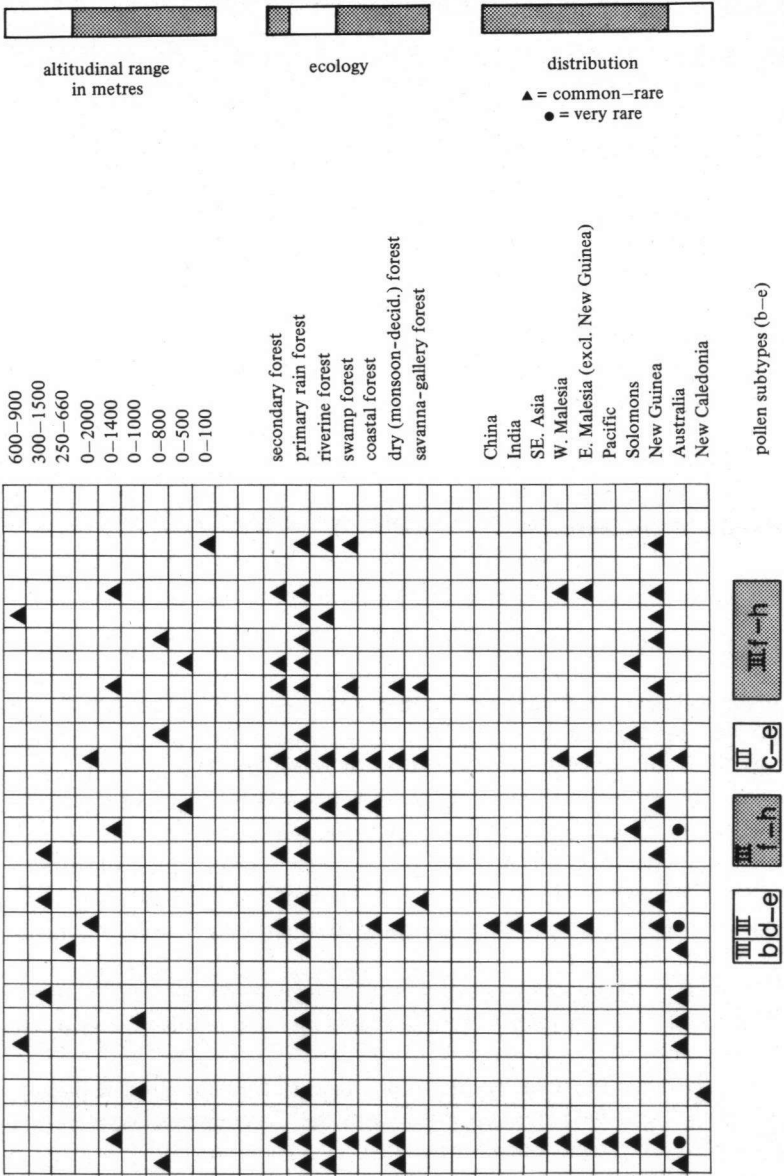 altitudinal range
in metres
ecology
distribution
▲ = common–rare
● = very rare
600–900
300–1500
250–660
0–2000
0–1400
0–1000
0–800
0–500
0–100
secondary forest
primary rain forest
riverine forest
swamp forest
coastal forest
dry (monsoon-decid.) forest
savanna-gallery forest
China
India
SE. Asia
W. Malesia
E. Malesia (excl. New Guinea)
Pacific
Solomons
New Guinea
Australia
New Caledonia
pollen subtypes (b–e)
III f–h
III
c–e
III
f–h
III III
b d–e